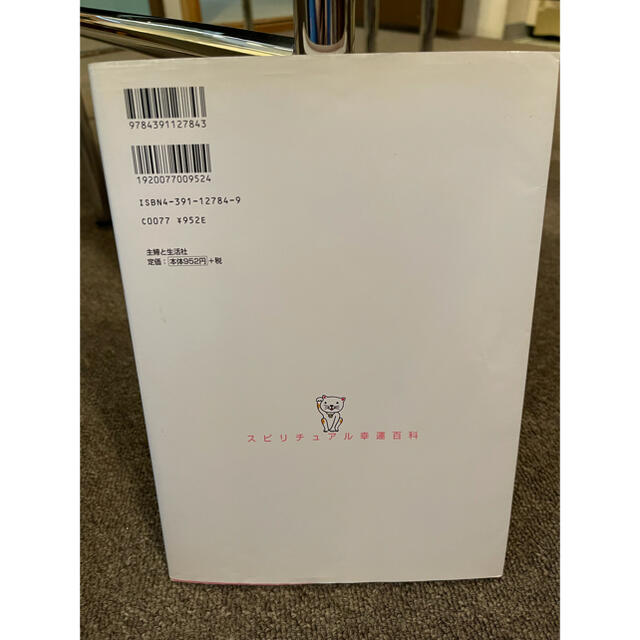 9784391127843
1920077009524
ISBN4-391-12784-9
C0077 ¥952E
主婦と生活社
定価：本体952円+税
スピリチュアル幸運百科